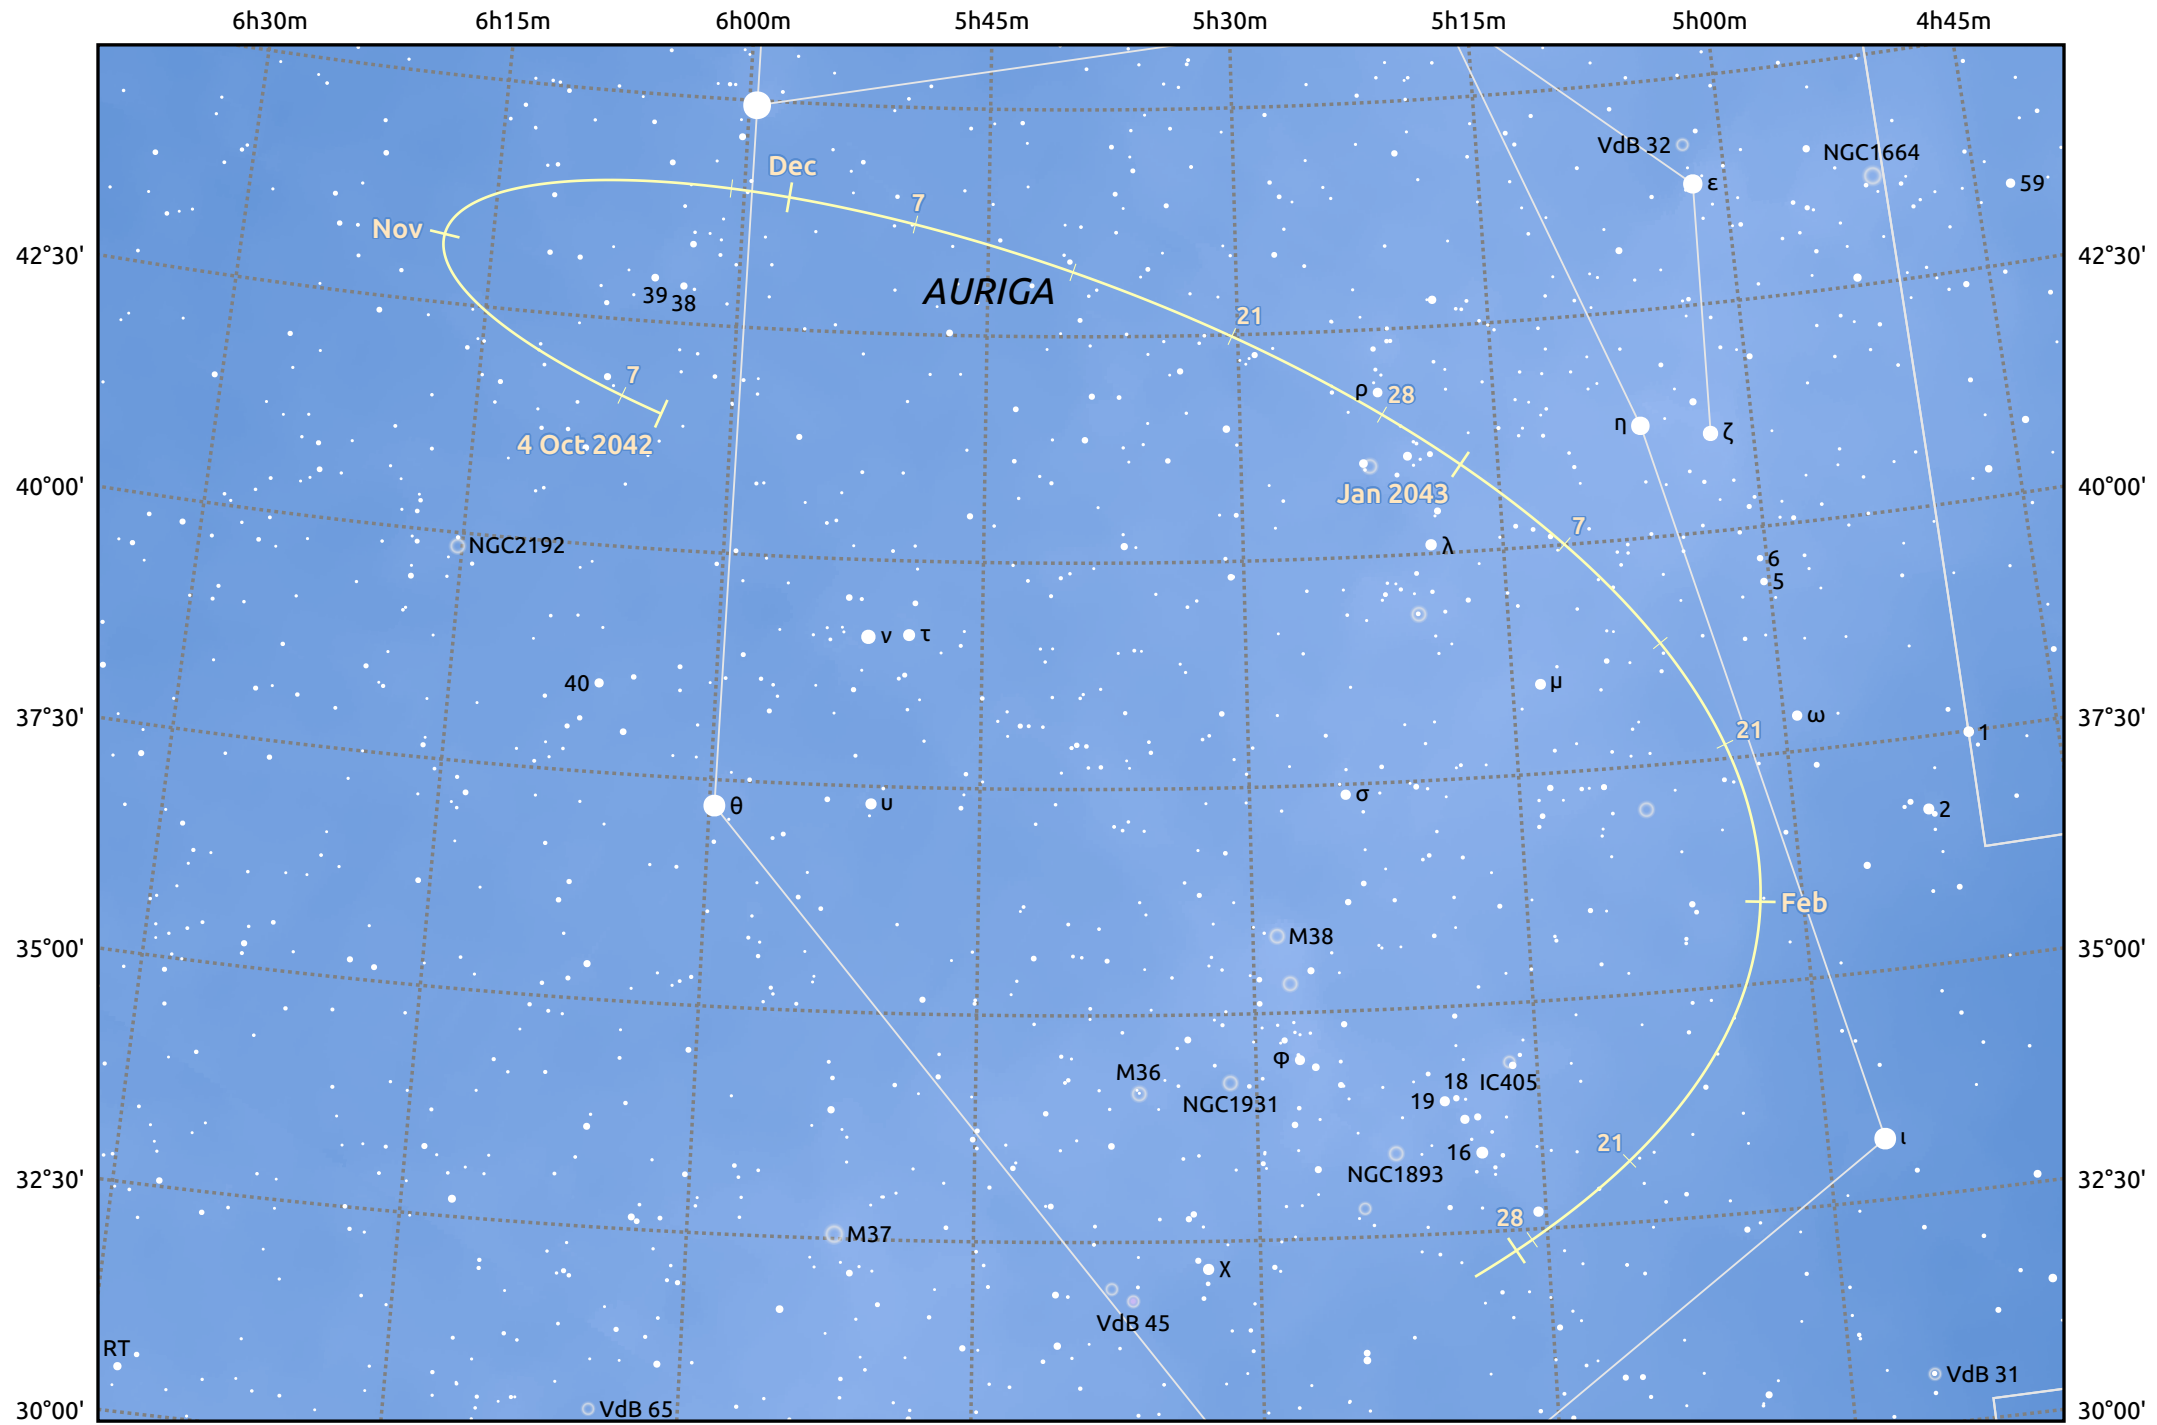 6h30m 6h15m 6h00m 5h45m 5h30m 5h15m 5h00m 4h45m
VdB 32
NGC1664
Dec
ε
59
7
Nov
42°30'
42°30'
AURIGA
39
38
21
7
ρ
28
η
ζ
4 Oct 2042
40°00'
40°00'
Jan 2043
7
NGC2192
λ
6
5
ν
τ
40
μ
37°30'
37°30'
ω
21
1
θ
υ
σ
2
Feb
M38
35°00'
35°00'
φ
M36
18
IC405
NGC1931
19
ι
21
16
NGC1893
32°30'
32°30'
28
M37
χ
VdB 45
RT
VdB 31
30°00'
VdB 65
30°00'